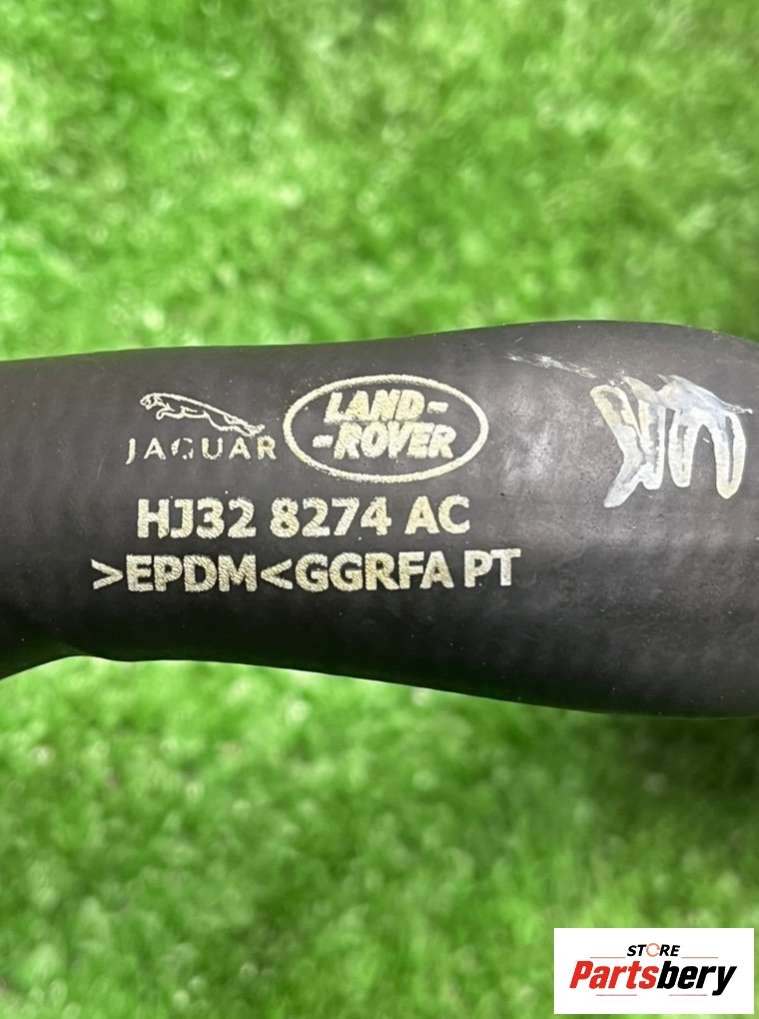 JAGUAR
LAND-
-ROVER
HJ32 8274 AC
>EPDM<GGRFA PT
STORE
Partsbery